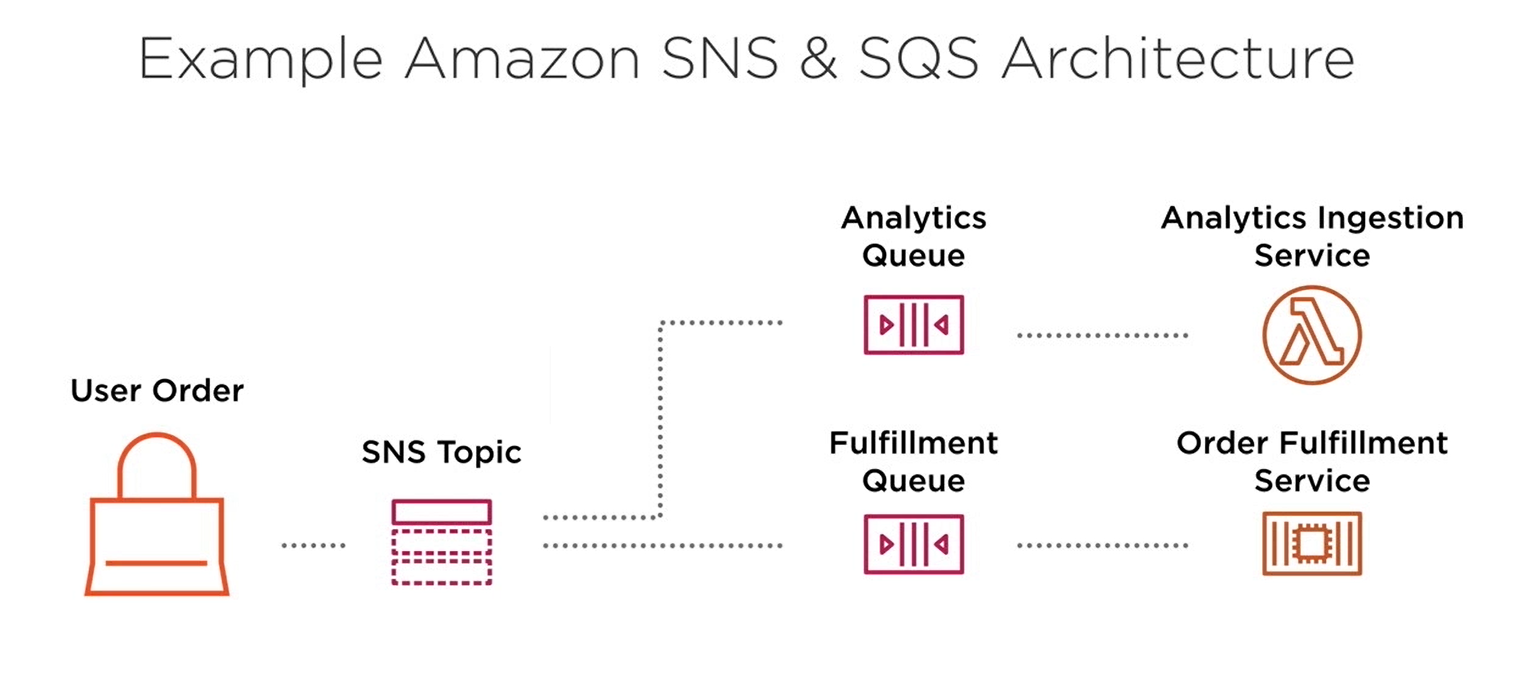 Example Amazon SNS & SQS Architecture
Analytics
Queue
Analytics Ingestion
Service
User Order
SNS Topic
Fulfillment
Queue
Order Fulfillment
Service